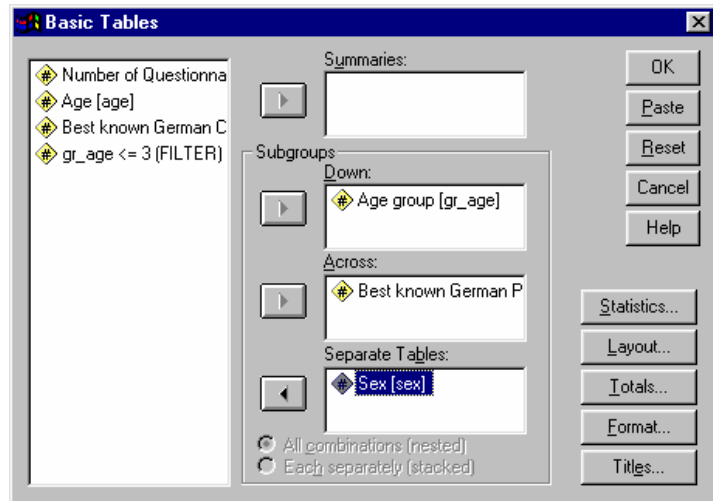 Basic Tables
Number of Questionna
Age [age]
Best known German C
gr_age <= 3 (FILTER)
Summaries:
Subgroups
Down:
Age group [gr_age]
Across:
Best known German P
Separate Tables:
Sex [sex]
All combinations (nested)
Each separately (stacked)
OK
Paste
Reset
Cancel
Help
Statistics...
Layout...
Totals...
Format...
Titles...